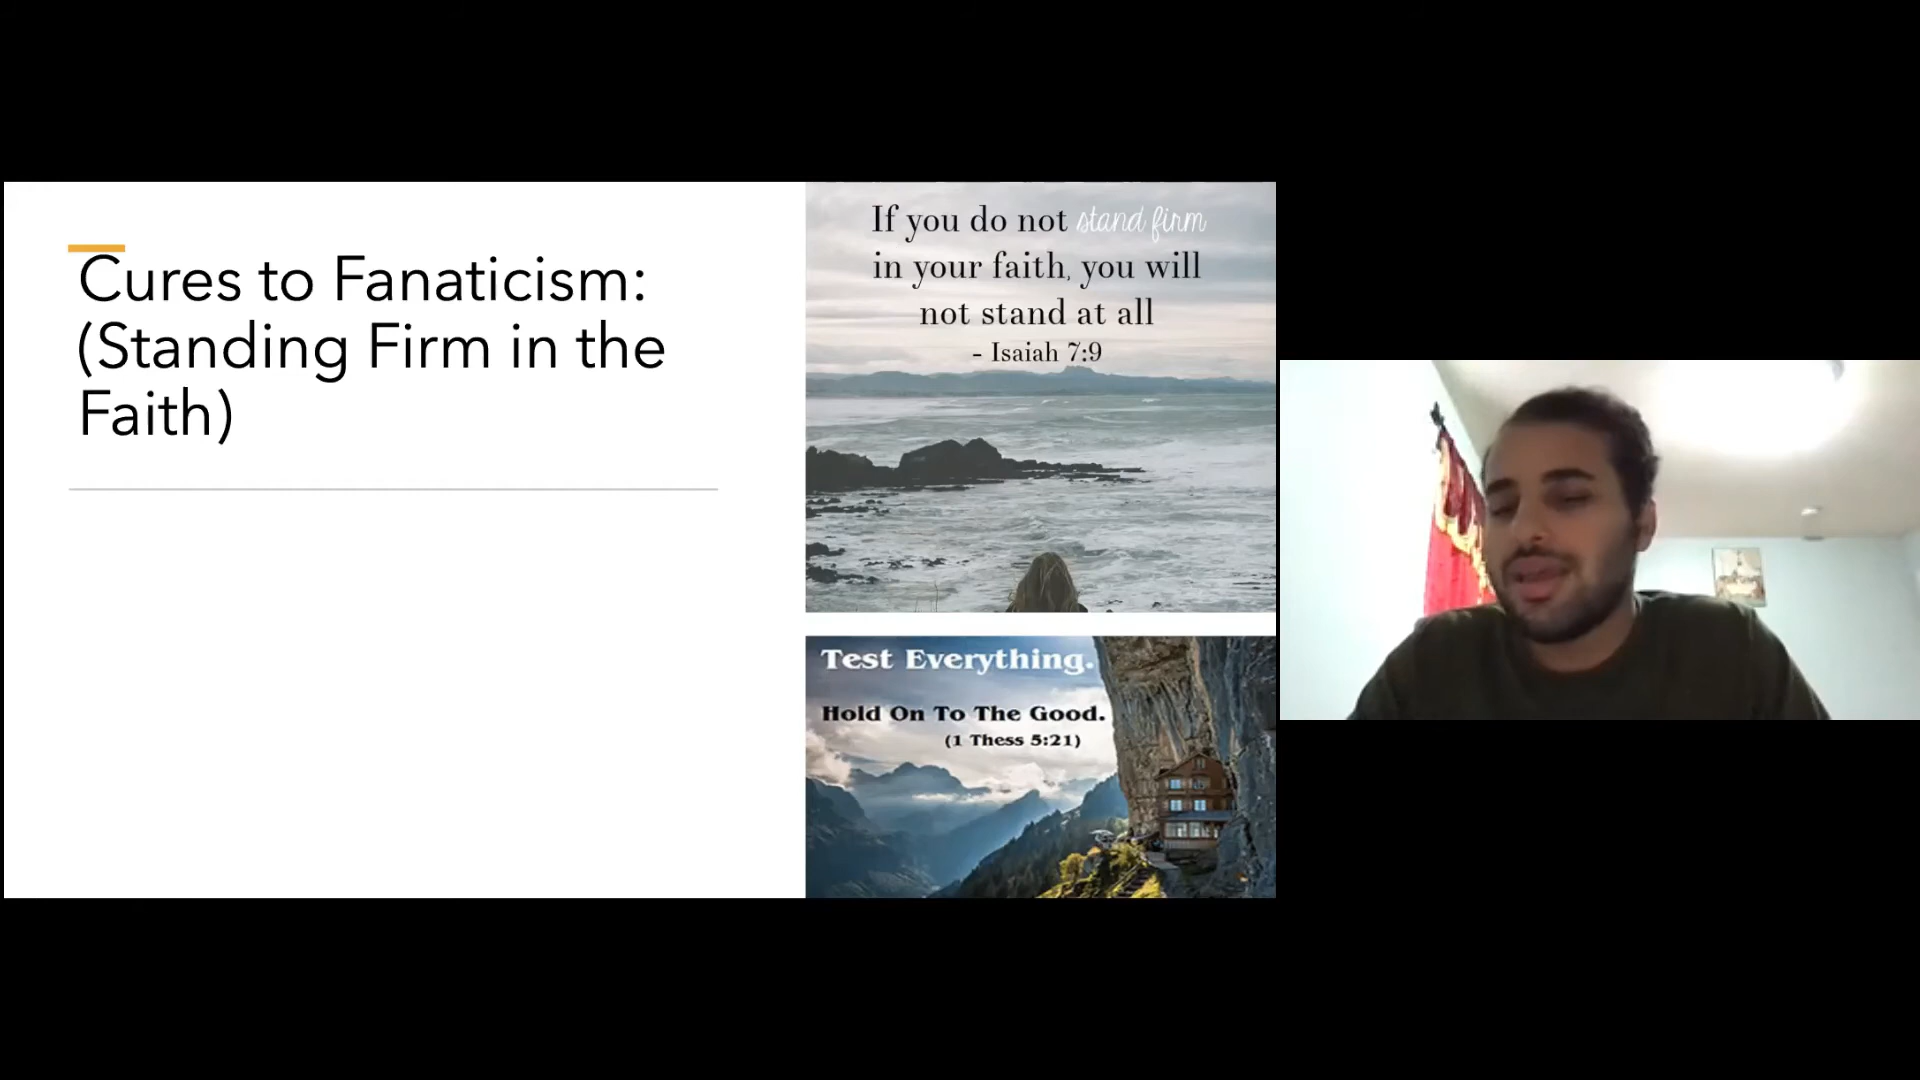 Cures to Fanaticism:
(Standing Firm in the
Faith)
If you do not stand firm
in your faith, you will
not stand at all
- Isaiah 7:9
Test Everything.
Hold On To The Good.
(1 Thess 5:21)